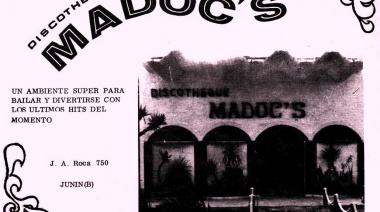 DISCOTHEQUE
MADOC'S
UN AMBIENTE SUPER PARA
BAILAR Y DIVERTIRSE CON
LOS ULTIMOS HITS DEL
MOMENTO
J. A. Roca 750
JUNIN(B)
DISCOTHEQUE
MADOC'S